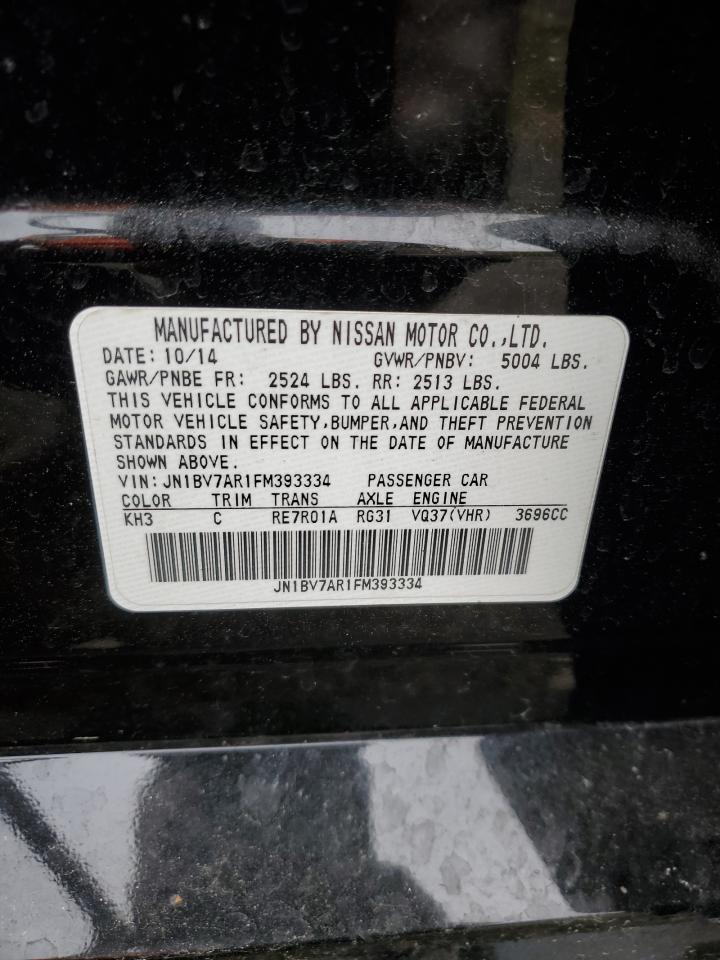 MANUFACTURED BY NISSAN MOTOR CO.,LTD.
DATE: 10/14 GVWR/PNBV: 5004 LBS.
GAWR/PNBE FR: 2524 LBS. RR: 2513 LBS.
THIS VEHICLE CONFORMS TO ALL APPLICABLE FEDERAL
MOTOR VEHICLE SAFETY,BUMPER,AND THEFT PREVENTION
STANDARDS IN EFFECT ON THE DATE OF MANUFACTURE
SHOWN ABOVE.
VIN: JN1BV7AR1FM393334 PASSENGER CAR
COLOR TRIM TRANS AXLE ENGINE
KH3 C RE7R01A RG31 VQ37(VHR) 3696CC
JN1BV7AR1FM393334